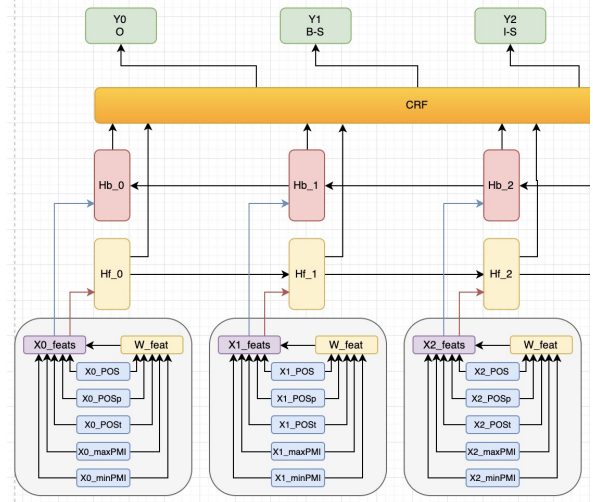 Y0
O
Y1
B-S
Y2
I-S
CRF
Hb_0
Hb_1
Hb_2
Hf_0
Hf_1
Hf_2
X0_feats
W_feat
X1_feats
W_feat
X2_feats
W_feat
X0_POS
X1_POS
X2_POS
X0_POSp
X1_POSp
X2_POSp
X0_POSt
X1_POSt
X2_POSt
X0_maxPMI
X1_maxPMI
X2_maxPMI
X0_minPMI
X1_minPMI
X2_minPMI